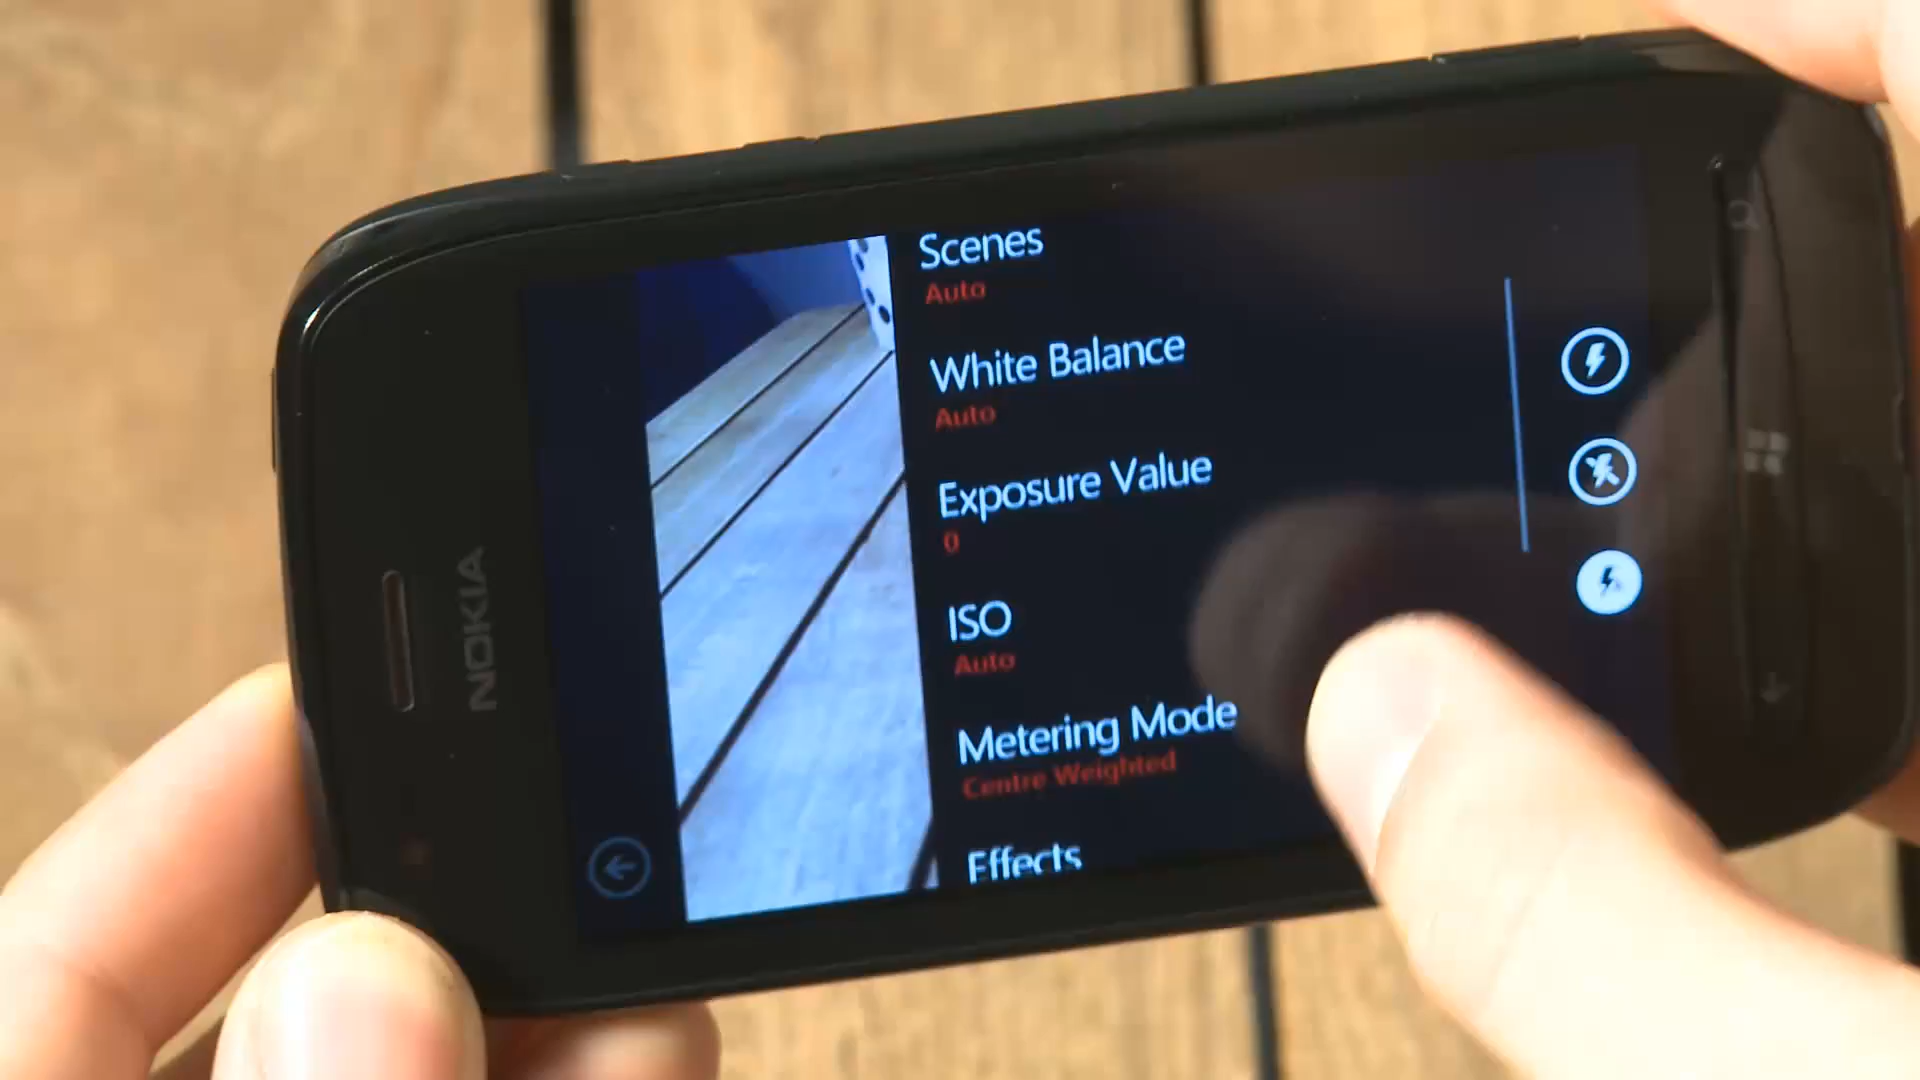 NOKIA
Scenes
Auto
White Balance
Auto
Exposure Value
0
ISO
Auto
Metering Mode
Centre Weighted
Effects